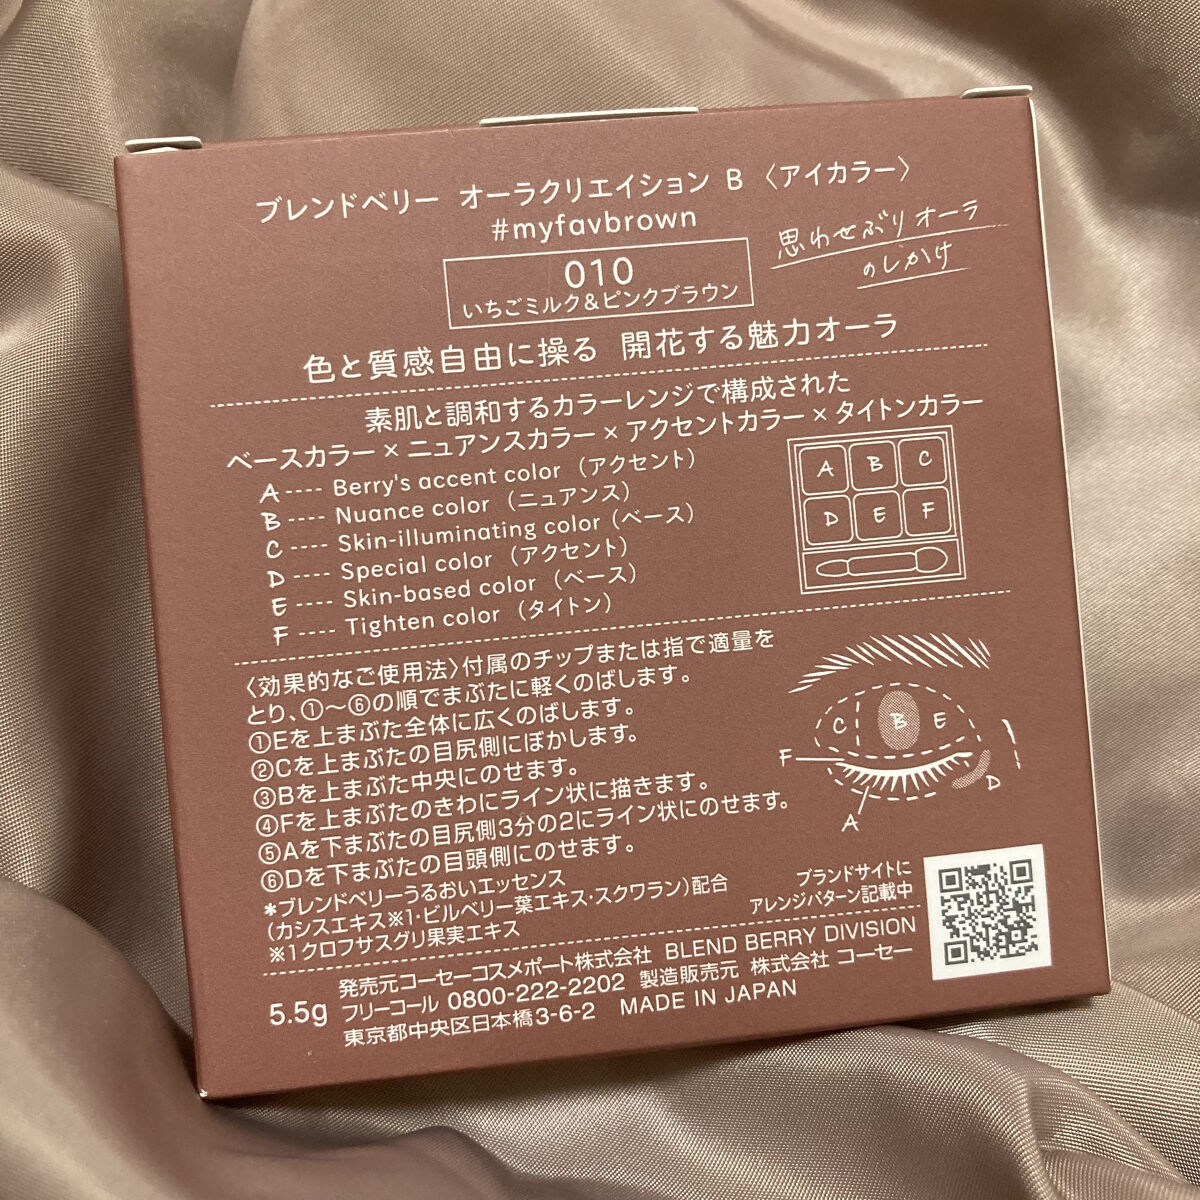 ブレンドベリー オーラクリエイション B 〈アイカラー〉
#myfavbrown
010
いちごミルク&ピンクブラウン
思わせぶりオーラ
のしかけ
色と質感自由に操る 開花する魅力オーラ
素肌と調和するカラーレンジで構成された
ベースカラー×ニュアンスカラー×アクセントカラー×タイトンカラー
A ---- Berry's accent color (アクセント)
B ---- Nuance color (ニュアンス)
C ---- Skin-illuminating color (ベース)
D ---- Special color (アクセント)
E ---- Skin-based color (ベース)
F ---- Tighten color (タイトン)
A B C
D E F
〈効果的なご使用法〉付属のチップまたは指で適量を
とり、①〜⑥の順でまぶたに軽くのばします。
①Eを上まぶた全体に広くのばします。
②Cを上まぶたの目尻側にぼかします。
③Bを上まぶた中央にのせます。
④Fを上まぶたのきわにライン状に描きます。
⑤Aを下まぶたの目尻側3分の2にライン状にのせます。
⑥Dを下まぶたの目頭側にのせます。
C B E
F
D
A
*ブレンドベリーうるおいエッセンス
(カシスエキス※1・ビルベリー葉エキス・スクワラン)配合
※1クロフサスグリ果実エキス
ブランドサイトに
アレンジパターン記載中
5.5g
発売元コーセーコスメポート株式会社 BLEND BERRY DIVISION
フリーコール 0800-222-2202 製造販売元 株式会社 コーセー
東京都中央区日本橋3-6-2 MADE IN JAPAN